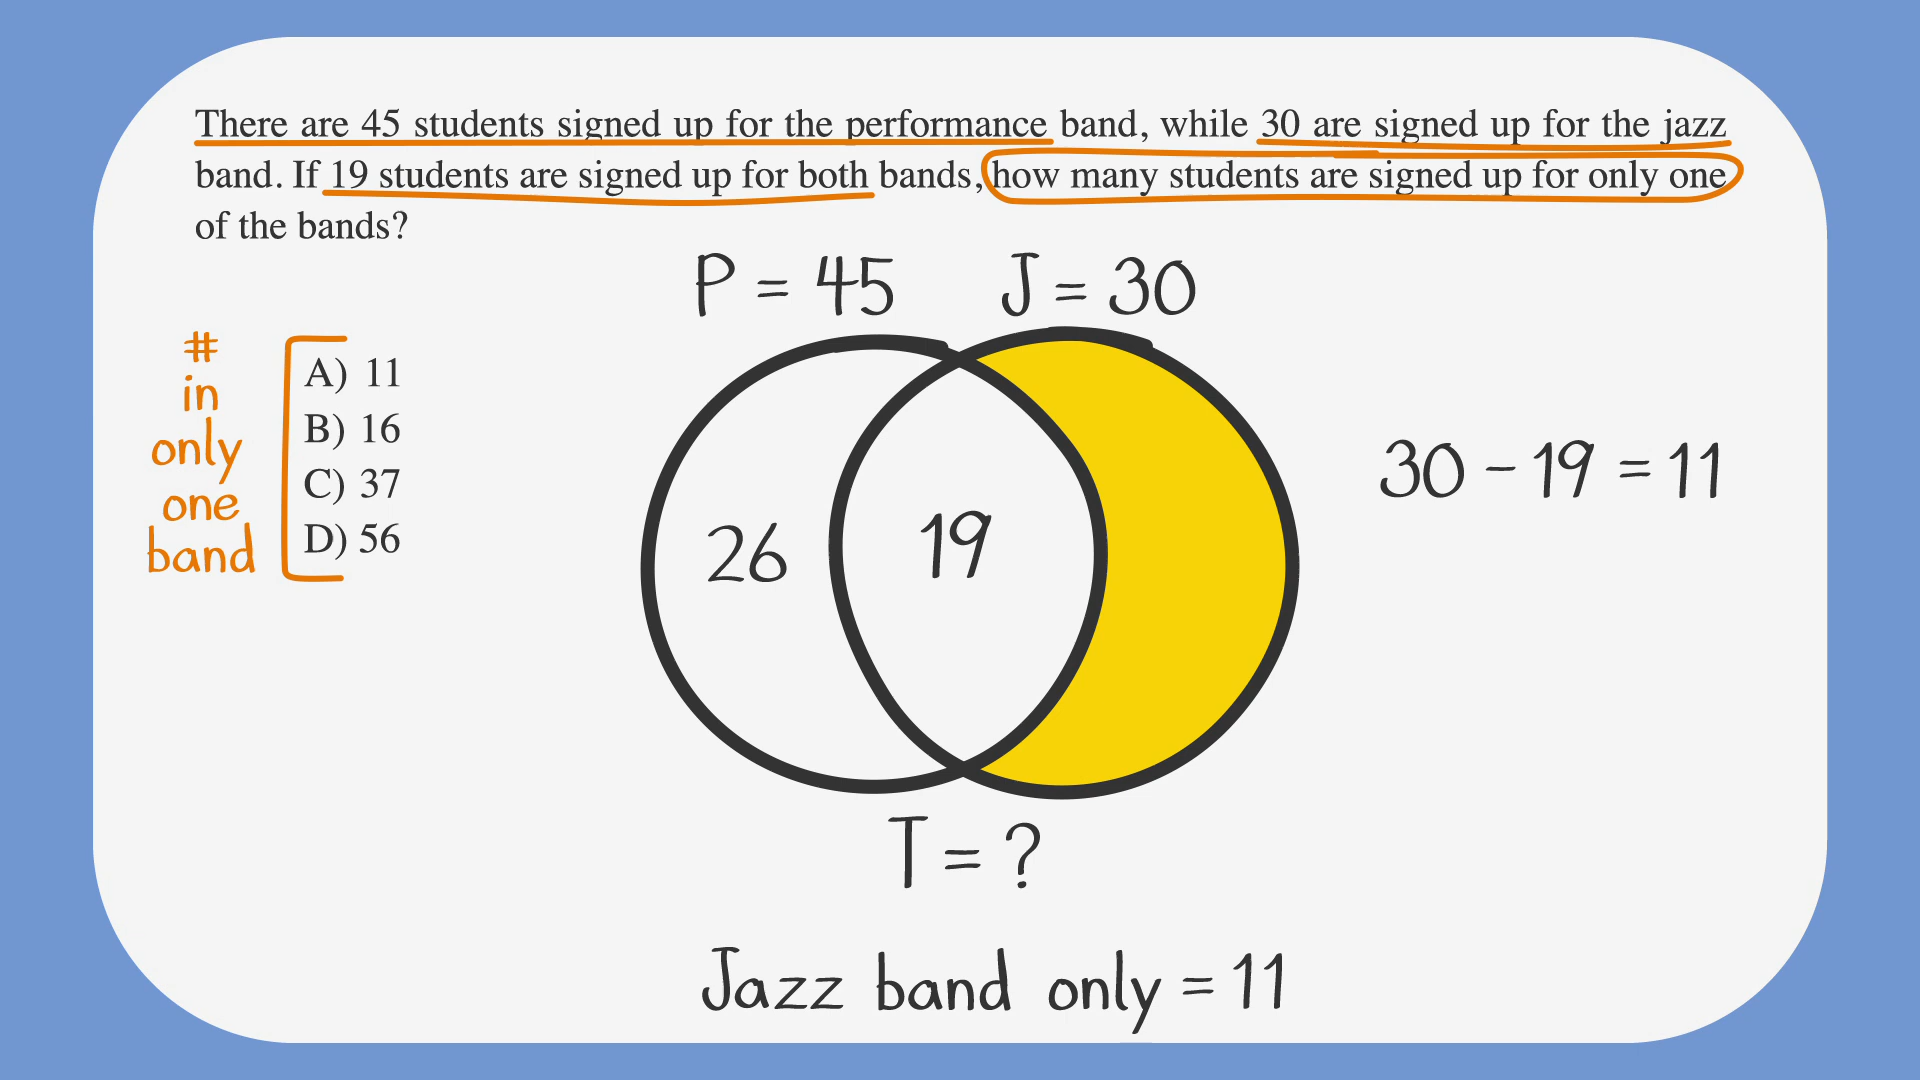 There are 45 students signed up for the performance band, while 30 are signed up for the jazz
band. If 19 students are signed up for both bands, how many students are signed up for only one
of the bands?
P = 45
J = 30
#
in
only
one
band
A) 11
B) 16
C) 37
D) 56
26
19
30 - 19 = 11
T = ?
Jazz band only = 11